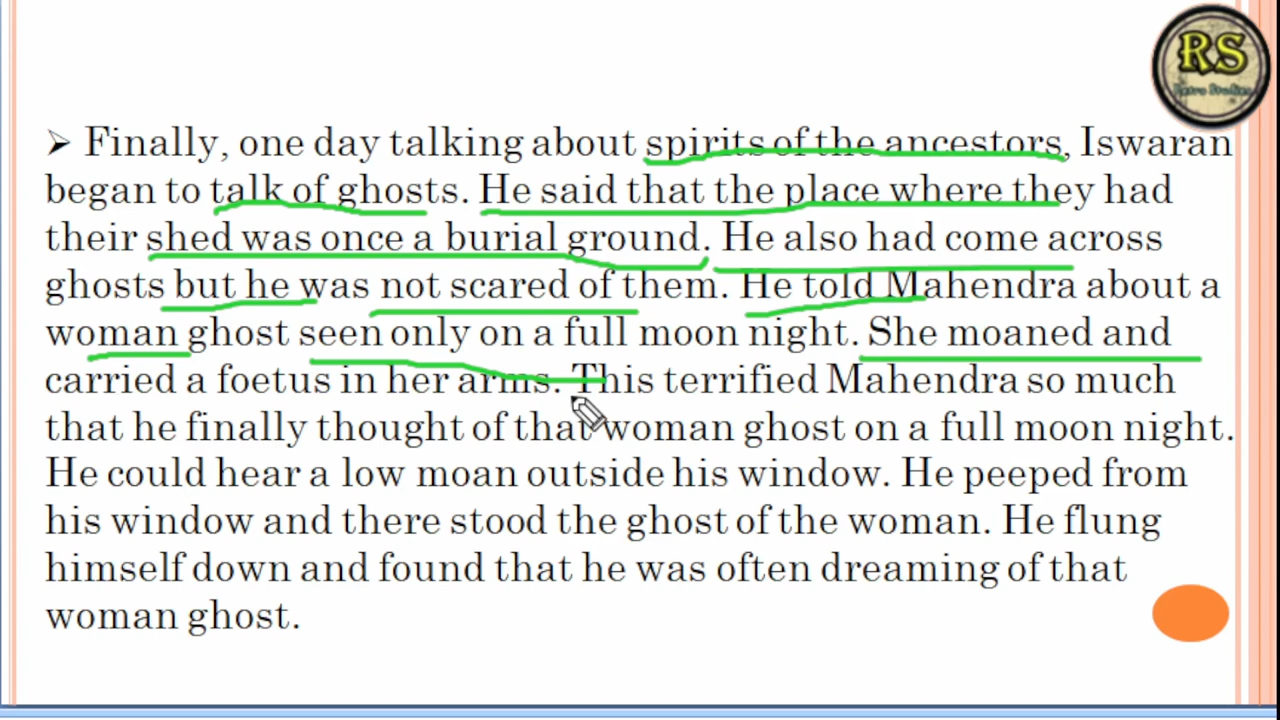 RS
Retro Studies
➢ Finally, one day talking about spirits of the ancestors, Iswaran
began to talk of ghosts. He said that the place where they had
their shed was once a burial ground. He also had come across
ghosts but he was not scared of them. He told Mahendra about a
woman ghost seen only on a full moon night. She moaned and
carried a foetus in her arms. This terrified Mahendra so much
that he finally thought of that woman ghost on a full moon night.
He could hear a low moan outside his window. He peeped from
his window and there stood the ghost of the woman. He flung
himself down and found that he was often dreaming of that
woman ghost.